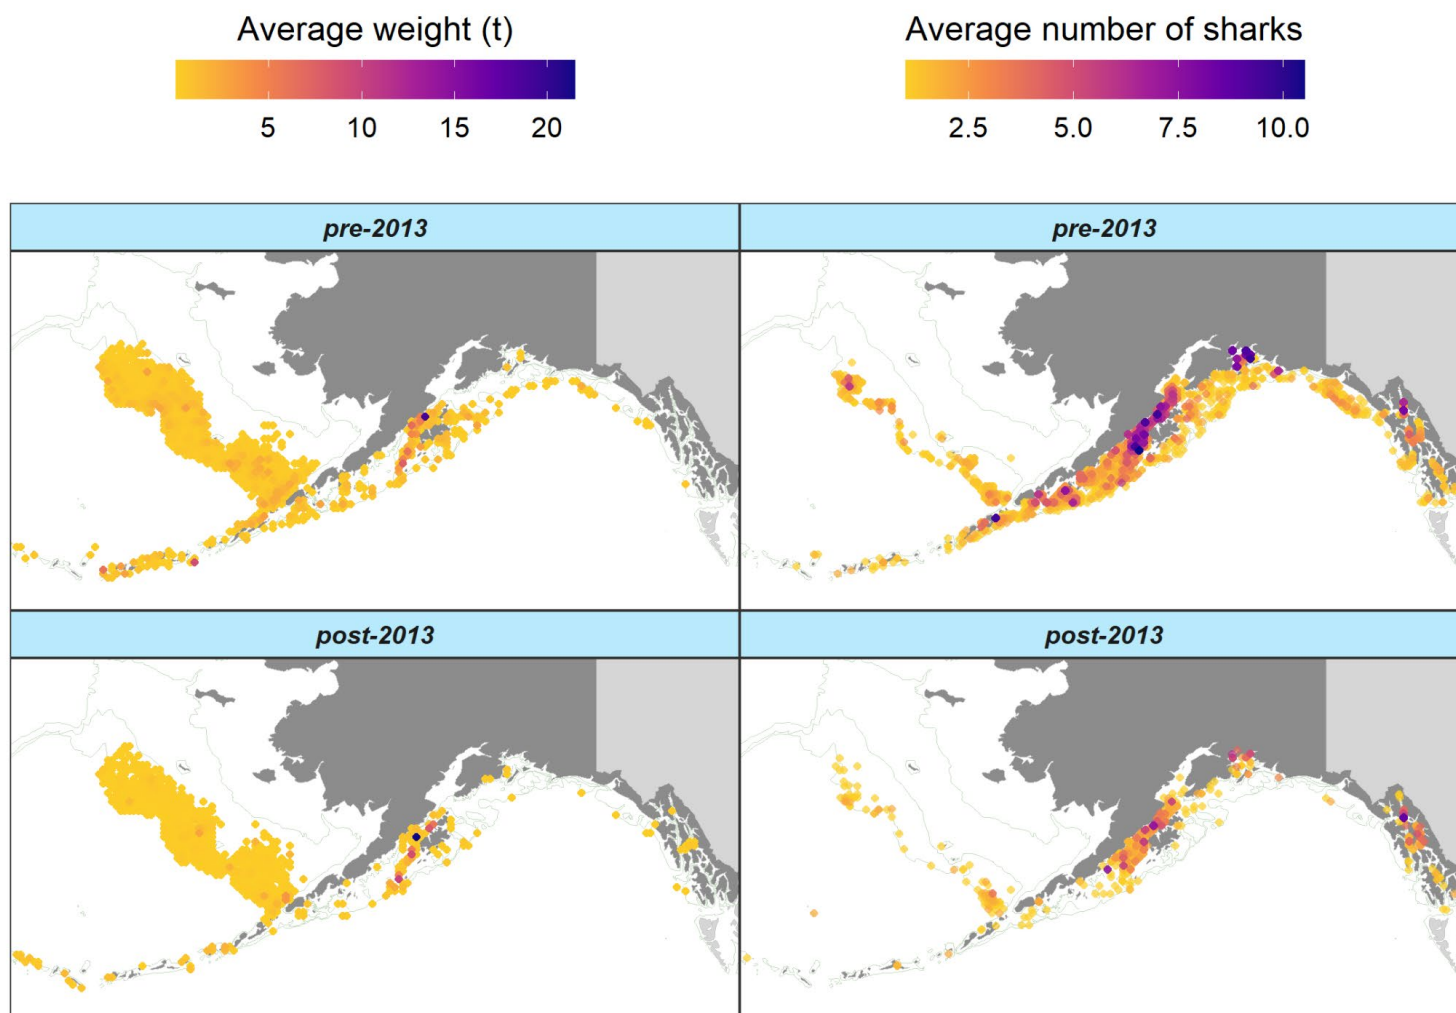 Average weight (t)
5 10 15 20
Average number of sharks
2.5 5.0 7.5 10.0
pre-2013
pre-2013
post-2013
post-2013